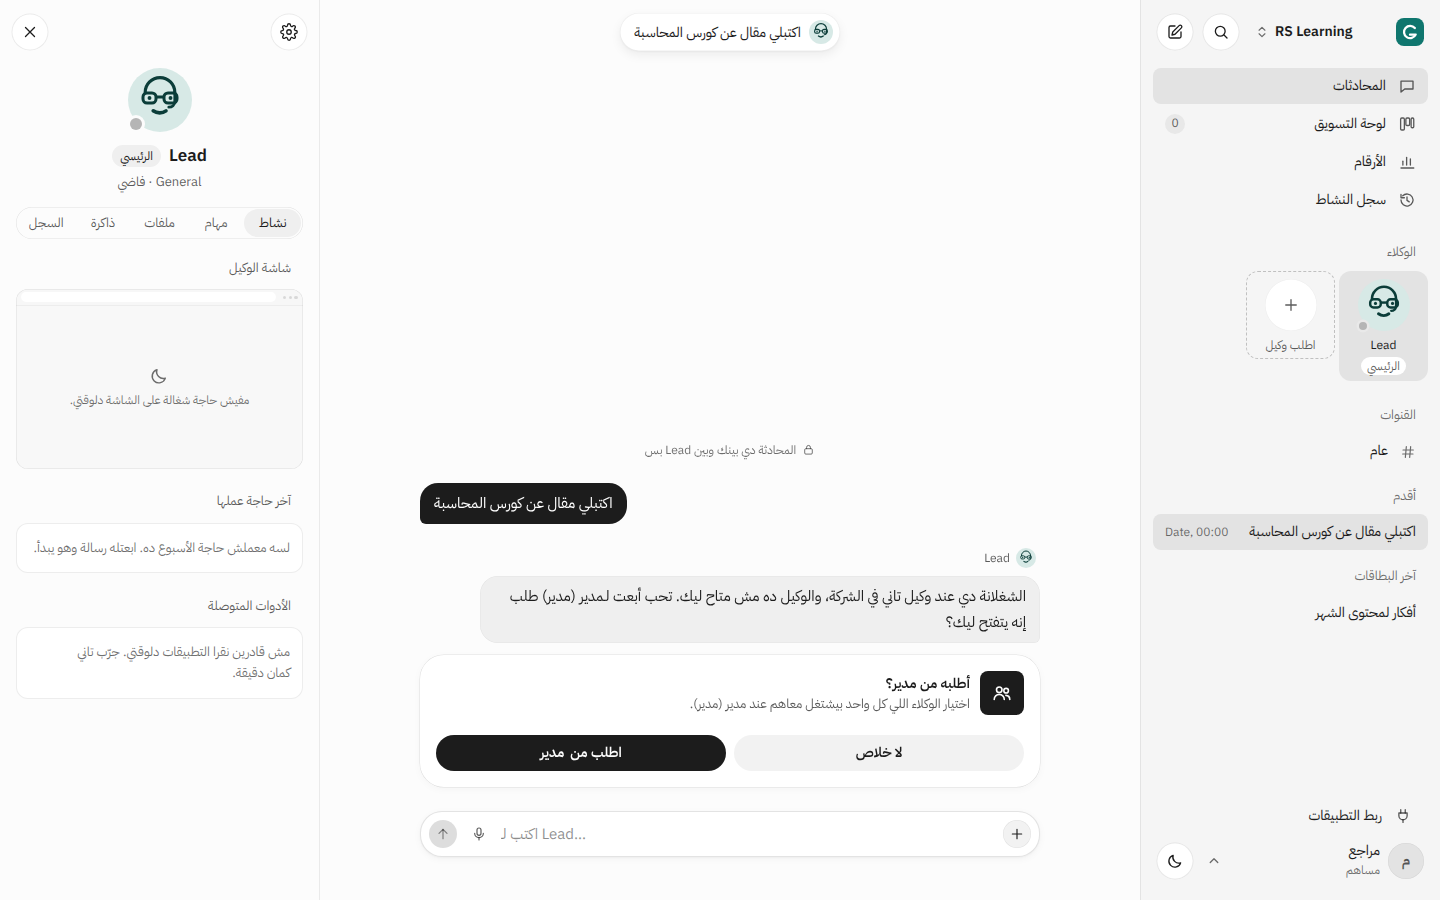 RS Learning
المحادثات
لوحة التسويق
0
الأرقام
سجل النشاط
الوكلاء
Lead
الرئيسي
اطلب وكيل
القنوات
عام
أقدم
اكتبلي مقال عن كورس المحاسبة
Date, 00:00
آخر البطاقات
أفكار لمحتوى الشهر
ربط التطبيقات
م
مراجع
مساهم
اكتبلي مقال عن كورس المحاسبة
المحادثة دي بينك وبين Lead بس
اكتبلي مقال عن كورس المحاسبة
Lead
الشغلانة دي عند وكيل تاني في الشركة، والوكيل ده مش متاح ليك. تحب أبعت لمدير (مدير) طلب
إنه يتفتح ليك؟
أطلبه من مدير؟
اختيار الوكلاء اللي كل واحد بيشتغل معاهم عند مدير (مدير).
لا خلاص
اطلب من مدير
اكتب لـ Lead...
Lead
الرئيسي
General · فاضي
نشاط
مهام
ملفات
ذاكرة
السجل
شاشة الوكيل
مفيش حاجة شغالة على الشاشة دلوقتي.
آخر حاجة عملها
لسه معملش حاجة الأسبوع ده. ابعتله رسالة وهو يبدأ.
الأدوات المتوصلة
مش قادرين نقرا التطبيقات دلوقتي. جرّب تاني
كمان دقيقة.